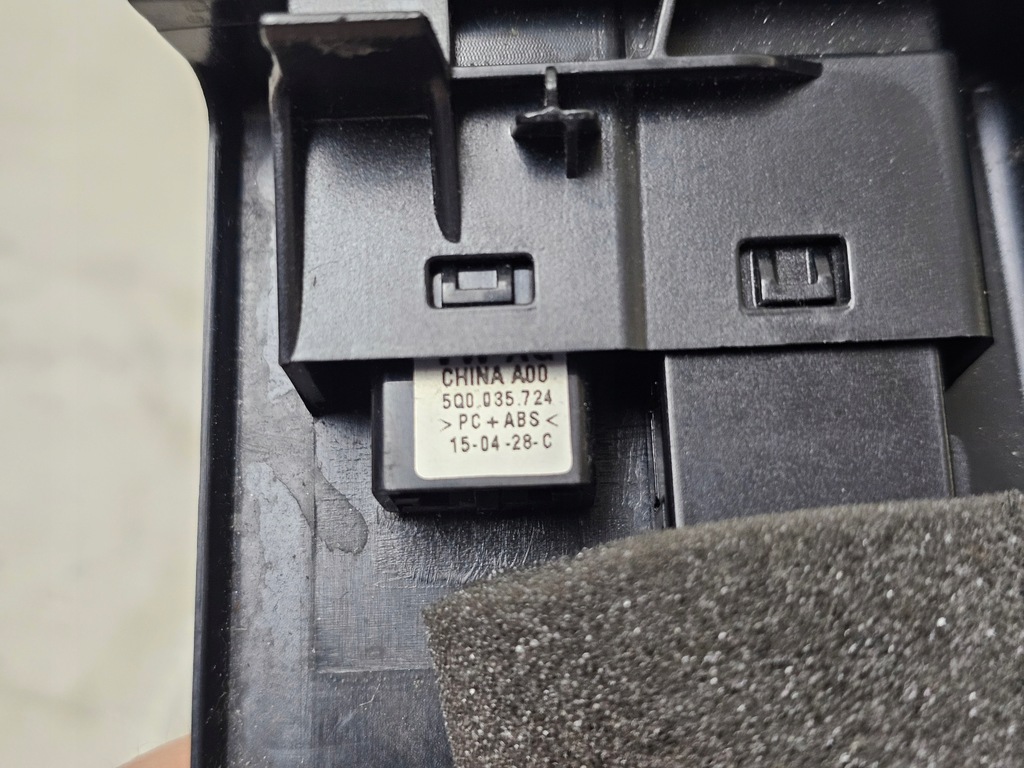 CHINA A00
5Q0.035.724
>PC+ABS<
15-04-28-C